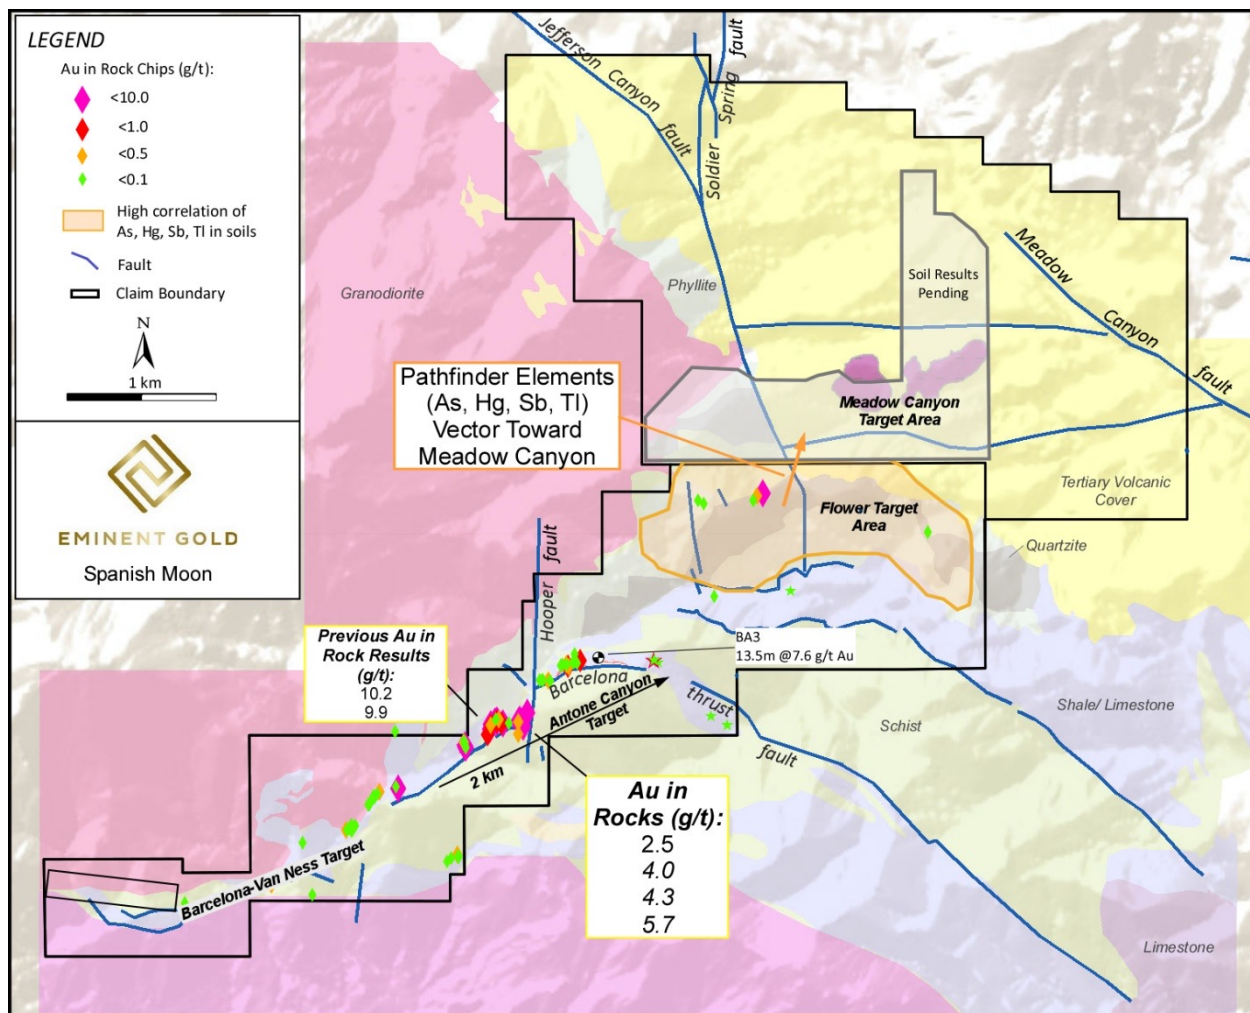 LEGEND
Au in Rock Chips (g/t):
<10.0
<1.0
<0.5
<0.1
High correlation of
As, Hg, Sb, Tl in soils
Fault
Claim Boundary
N
1 km
EMINENT GOLD
Spanish Moon
Jefferson Canyon fault
Soldier Spring fault
Meadow Canyon fault
Granodiorite
Phyllite
Soil Results
Pending
Pathfinder Elements
(As, Hg, Sb, Tl)
Vector Toward
Meadow Canyon
Meadow Canyon
Target Area
Tertiary Volcanic
Cover
Flower Target
Area
Quartzite
Hooper fault
Previous Au in
Rock Results
(g/t):
10.2
9.9
BA3
13.5m @7.6 g/t Au
Barcelona thrust fault
Antone Canyon
Target
2 km
Schist
Shale/ Limestone
Au in
Rocks (g/t):
2.5
4.0
4.3
5.7
Barcelona-Van Ness Target
Limestone